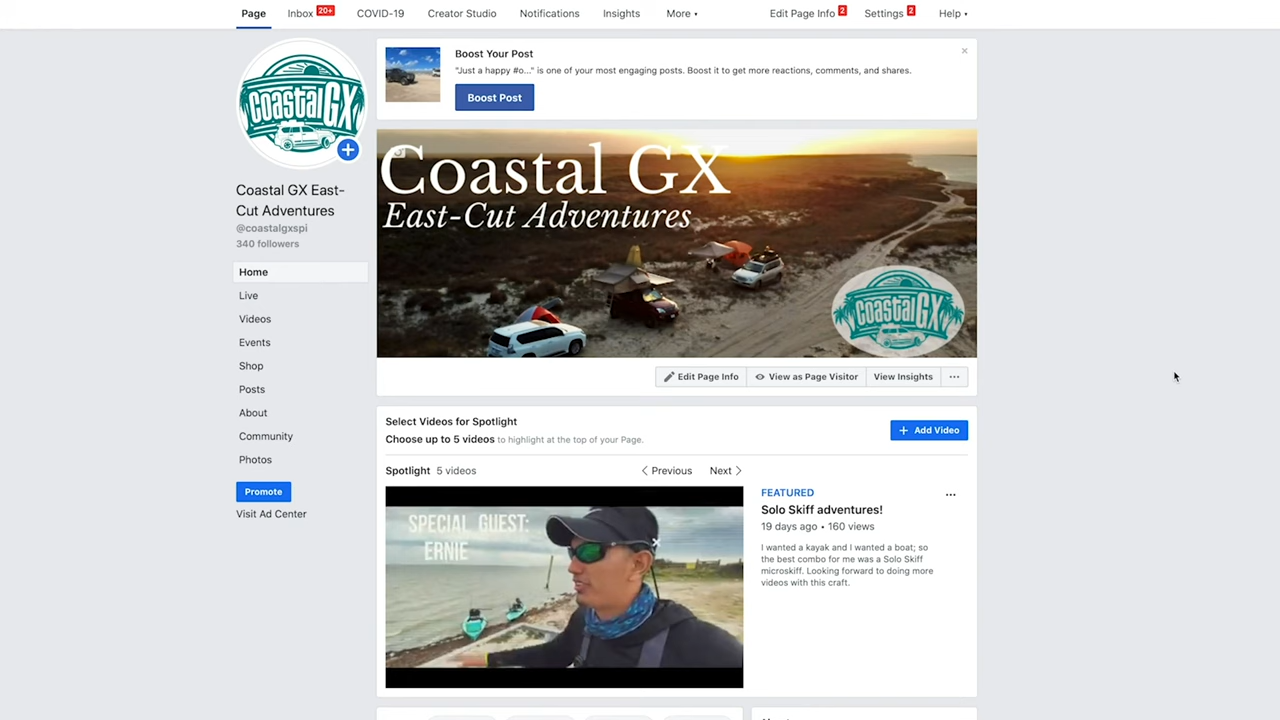 Page
Inbox 20+
COVID-19
Creator Studio
Notifications
Insights
More
Edit Page Info 2
Settings 2
Help
CoastalGX
Coastal GX East-
Cut Adventures
@coastalgxspi
340 followers
Home
Live
Videos
Events
Shop
Posts
About
Community
Photos
Promote
Visit Ad Center
Boost Your Post
"Just a happy #o..." is one of your most engaging posts. Boost it to get more reactions, comments, and shares.
Boost Post
Coastal GX
East-Cut Adventures
CoastalGX
Edit Page Info
View as Page Visitor
View Insights
Select Videos for Spotlight
Choose up to 5 videos to highlight at the top of your Page.
+ Add Video
Spotlight 5 videos
Previous
Next
SPECIAL GUEST:
ERNIE
FEATURED
Solo Skiff adventures!
19 days ago • 160 views
I wanted a kayak and I wanted a boat; so
the best combo for me was a Solo Skiff
microskiff. Looking forward to doing more
videos with this craft.